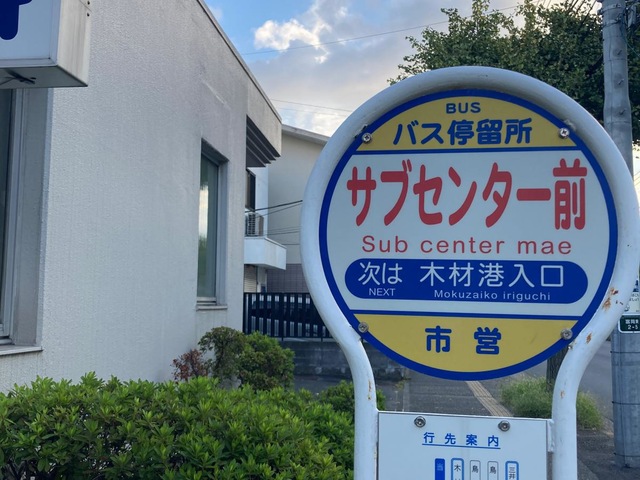 BUS
バス停留所
サブセンター前
Sub center mae
次は 木材港入口
NEXT Mokuzaiko iriguchi
市営
行先案内